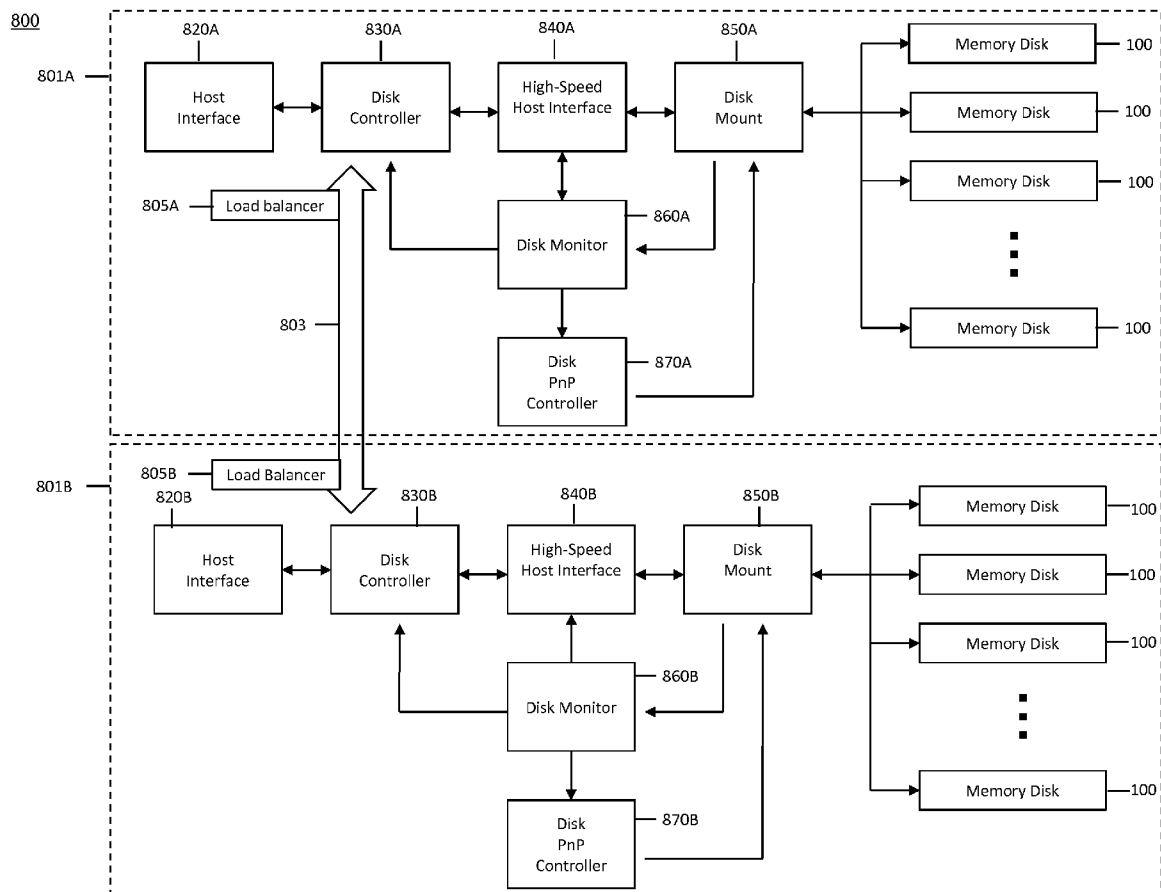 800
820A
830A
840A
850A
801A
Host
Interface
Disk
Controller
High-Speed
Host Interface
Disk
Mount
Memory Disk
100
Memory Disk
100
Memory Disk
100
Memory Disk
100
805A
Load balancer
860A
Disk Monitor
803
870A
Disk
PnP
Controller
805B
Load Balancer
801B
820B
830B
840B
850B
Host
Interface
Disk
Controller
High-Speed
Host Interface
Disk
Mount
Memory Disk
100
Memory Disk
100
Memory Disk
100
Memory Disk
100
860B
Disk Monitor
870B
Disk
PnP
Controller